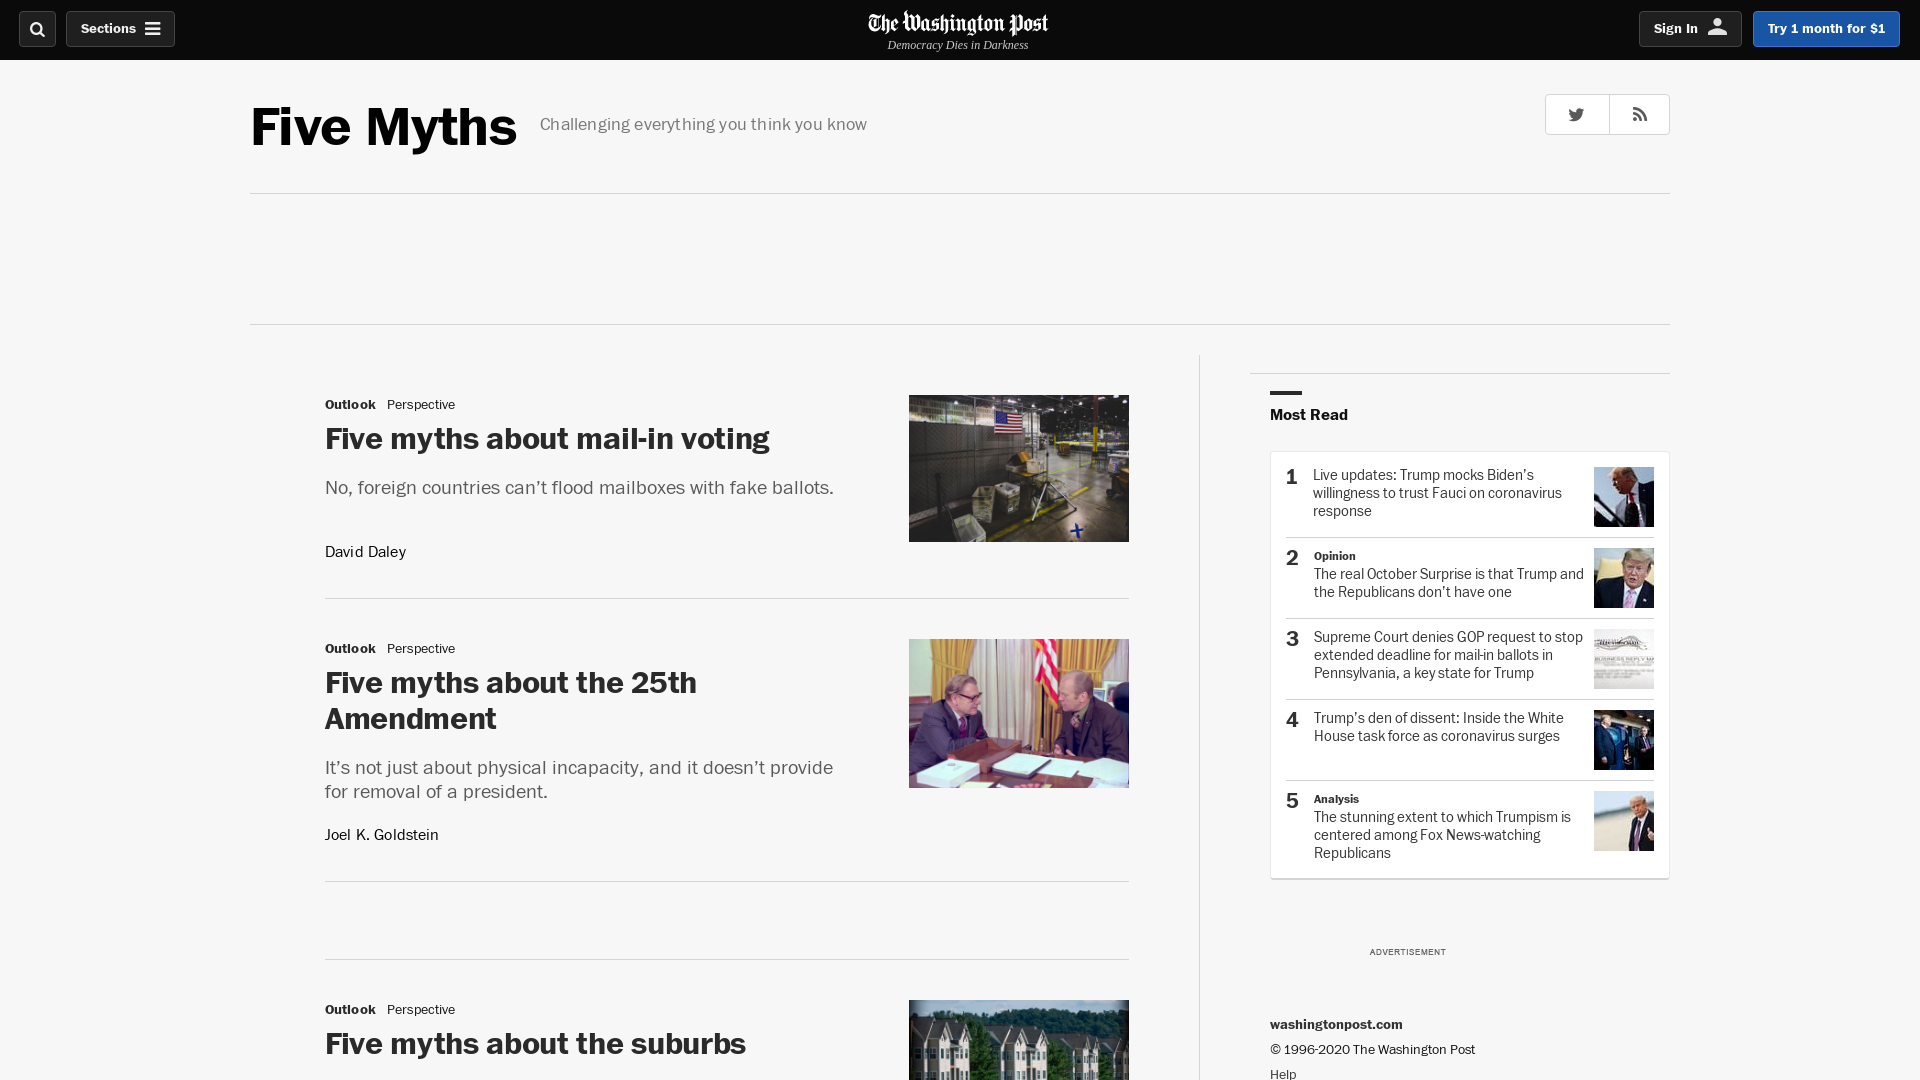 Sections
The Washington Post
Democracy Dies in Darkness
Sign In
Try 1 month for $1
Five Myths
Challenging everything you think you know
Outlook Perspective
Five myths about mail-in voting
No, foreign countries can’t flood mailboxes with fake ballots.
David Daley
Outlook Perspective
Five myths about the 25th
Amendment
It’s not just about physical incapacity, and it doesn’t provide
for removal of a president.
Joel K. Goldstein
Outlook Perspective
Five myths about the suburbs
Most Read
1
Live updates: Trump mocks Biden’s
willingness to trust Fauci on coronavirus
response
2
Opinion
The real October Surprise is that Trump and
the Republicans don’t have one
3
Supreme Court denies GOP request to stop
extended deadline for mail-in ballots in
Pennsylvania, a key state for Trump
4
Trump’s den of dissent: Inside the White
House task force as coronavirus surges
5
Analysis
The stunning extent to which Trumpism is
centered among Fox News-watching
Republicans
ADVERTISEMENT
washingtonpost.com
© 1996-2020 The Washington Post
Help